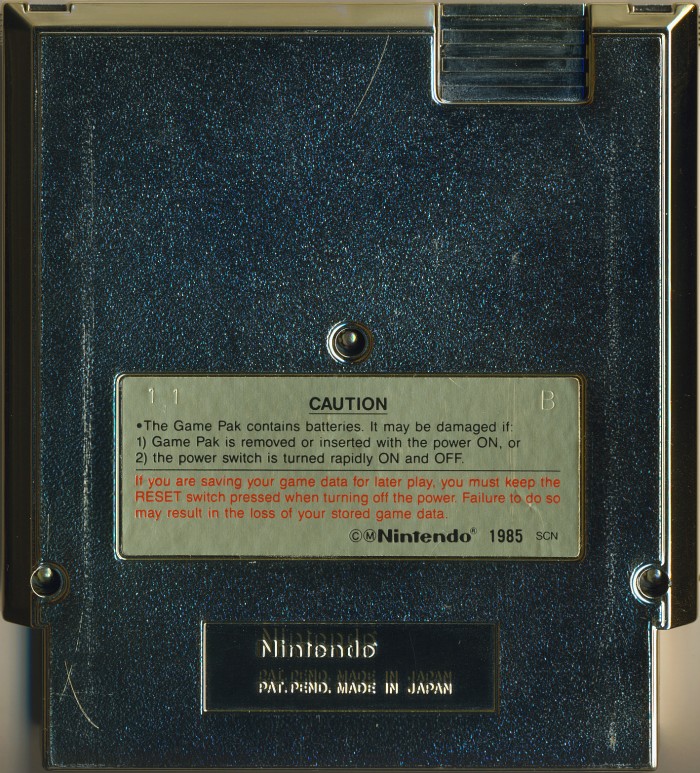 11 B
CAUTION
•The Game Pak contains batteries. It may be damaged if:
1) Game Pak is removed or inserted with the power ON, or
2) the power switch is turned rapidly ON and OFF.
If you are saving your game data for later play, you must keep the
RESET switch pressed when turning off the power. Failure to do so
may result in the loss of your stored game data.
©ⓂNintendo® 1985 SCN
Nintendo®
PAT. PEND. MADE IN JAPAN